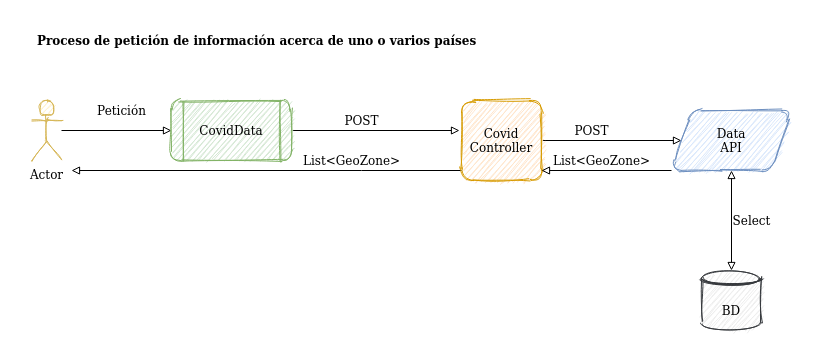 Proceso de petición de información acerca de uno o varios países
Petición
CovidData
POST
Covid
Controller
POST
Data
API
List<GeoZone>
List<GeoZone>
Actor
Select
BD